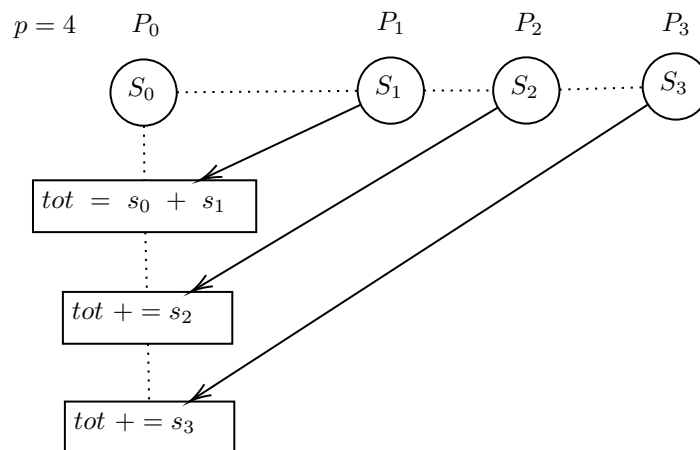 p = 4 P₀ P₁ P₂ P₃
S₀ S₁ S₂ S₃
tot = s₀ + s₁
tot + = s₂
tot + = s₃